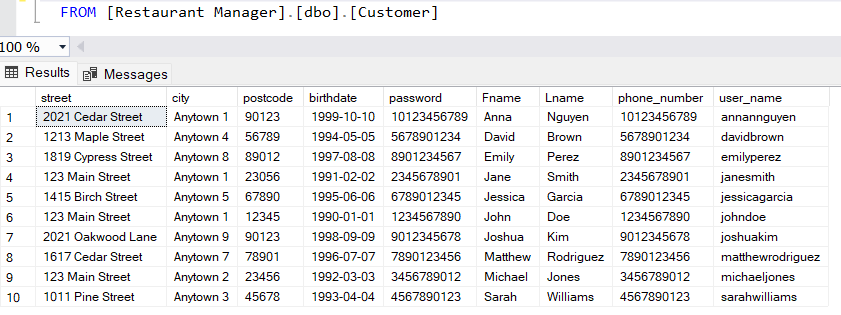 FROM [Restaurant Manager].[dbo].[Customer]
100 %
Results Messages
street city postcode birthdate password Fname Lname phone_number user_name
1 2021 Cedar Street Anytown 1 90123 1999-10-10 10123456789 Anna Nguyen 10123456789 annannguyen
2 1213 Maple Street Anytown 4 56789 1994-05-05 5678901234 David Brown 5678901234 davidbrown
3 1819 Cypress Street Anytown 8 89012 1997-08-08 8901234567 Emily Perez 8901234567 emilyperez
4 123 Main Street Anytown 1 23056 1991-02-02 2345678901 Jane Smith 2345678901 janesmith
5 1415 Birch Street Anytown 5 67890 1995-06-06 6789012345 Jessica Garcia 6789012345 jessicagarcia
6 123 Main Street Anytown 1 12345 1990-01-01 1234567890 John Doe 1234567890 johndoe
7 2021 Oakwood Lane Anytown 9 90123 1998-09-09 9012345678 Joshua Kim 9012345678 joshuakim
8 1617 Cedar Street Anytown 7 78901 1996-07-07 7890123456 Matthew Rodriguez 7890123456 matthewrodriguez
9 123 Main Street Anytown 2 23456 1992-03-03 3456789012 Michael Jones 3456789012 michaeljones
10 1011 Pine Street Anytown 3 45678 1993-04-04 4567890123 Sarah Williams 4567890123 sarahwilliams